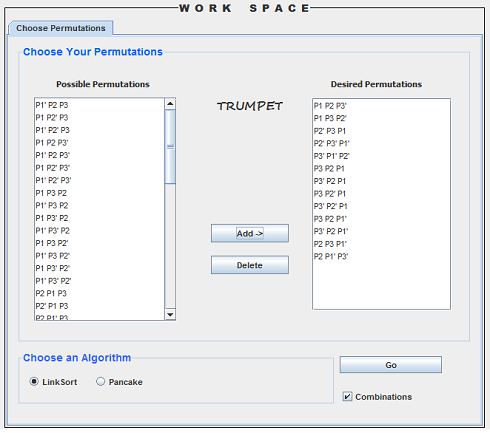 WORK SPACE
Choose Permutations
Choose Your Permutations
Possible Permutations
TRUMPET
Desired Permutations
P1' P2 P3
P1 P2' P3
P1' P2' P3
P1 P2 P3'
P1' P2 P3'
P1 P2' P3'
P1' P2' P3'
P1 P3 P2
P1' P3 P2
P1 P3' P2
P1' P3' P2
P1 P3 P2'
P1' P3 P2'
P1 P3' P2'
P1' P3' P2'
P2 P1 P3
P2' P1 P3
P2 P1' P3
Add ->
Delete
P1 P2 P3'
P1 P3 P2'
P2' P3 P1
P2' P3' P1'
P3' P1' P2'
P3 P2 P1
P3' P2 P1
P3 P2' P1
P3' P2' P1
P3 P2 P1'
P3' P2 P1'
P2 P3 P1'
P2 P1' P3'
Choose an Algorithm
LinkSort
Pancake
Go
Combinations